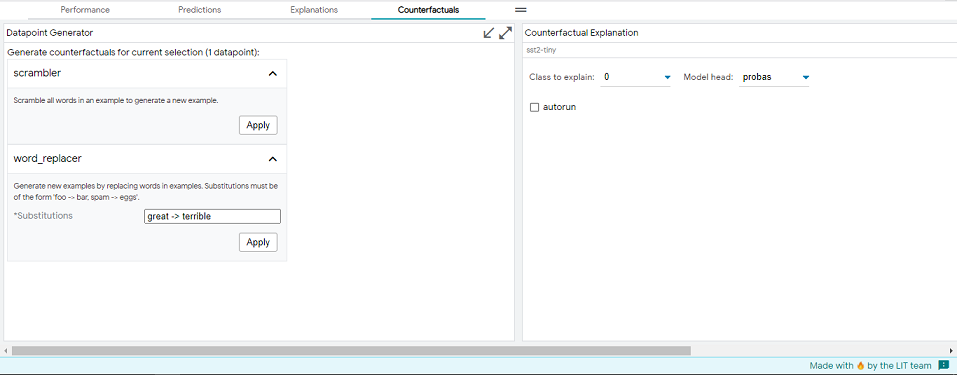 Performance Predictions Explanations Counterfactuals
Datapoint Generator
Generate counterfactuals for current selection (1 datapoint):
scrambler
Scramble all words in an example to generate a new example.
Apply
word_replacer
Generate new examples by replacing words in examples. Substitutions must be
of the form 'foo -> bar, spam -> eggs'.
*Substitutions great -> terrible
Apply
Counterfactual Explanation
sst2-tiny
Class to explain: 0 Model head: probas
autorun
Made with 🔥 by the LIT team